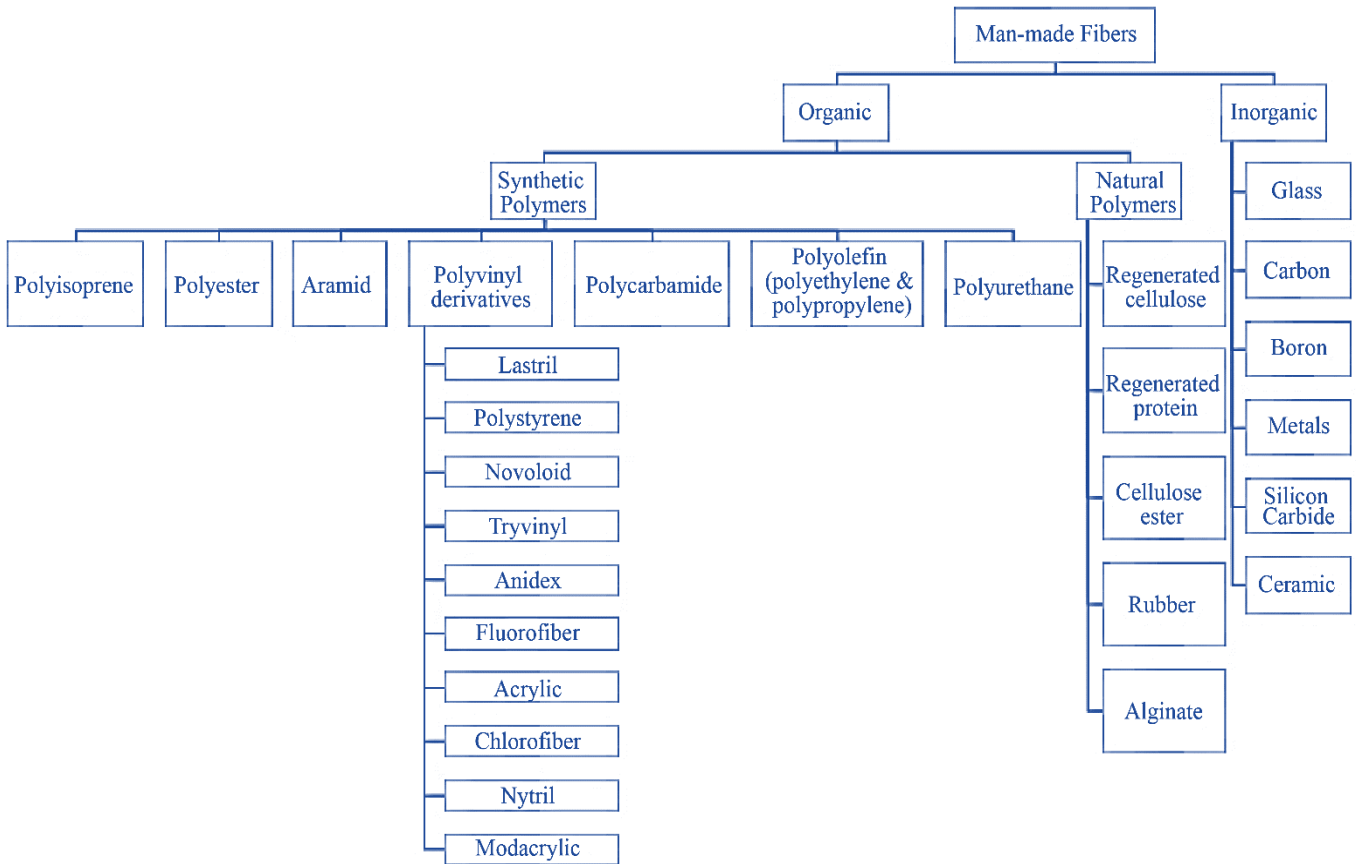 Man-made Fibers
Organic
Inorganic
Synthetic
Polymers
Natural
Polymers
Glass
Carbon
Boron
Metals
Silicon
Carbide
Ceramic
Polyisoprene
Polyester
Aramid
Polyvinyl
derivatives
Polycarbamide
Polyolefin
(polyethylene &
polypropylene)
Polyurethane
Regenerated
cellulose
Regenerated
protein
Cellulose
ester
Rubber
Alginate
Lastril
Polystyrene
Novoloid
Tryvinyl
Anidex
Fluorofiber
Acrylic
Chlorofiber
Nytril
Modacrylic